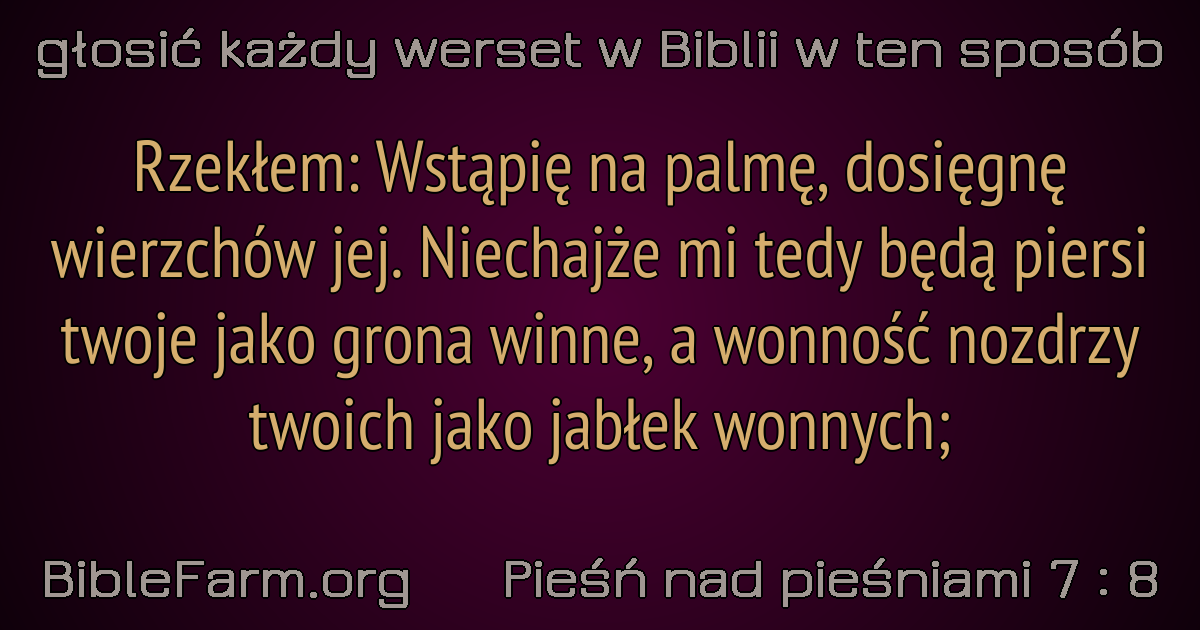 głosić każdy werset w Biblii w ten sposób
Rzekłem: Wstąpię na palmę, dosięgnę
wierzchów jej. Niechajże mi tedy będą piersi
twoje jako grona winne, a wonność nozdrzy
twoich jako jabłek wonnych;
BibleFarm.org Pieśń nad pieśniami 7 : 8